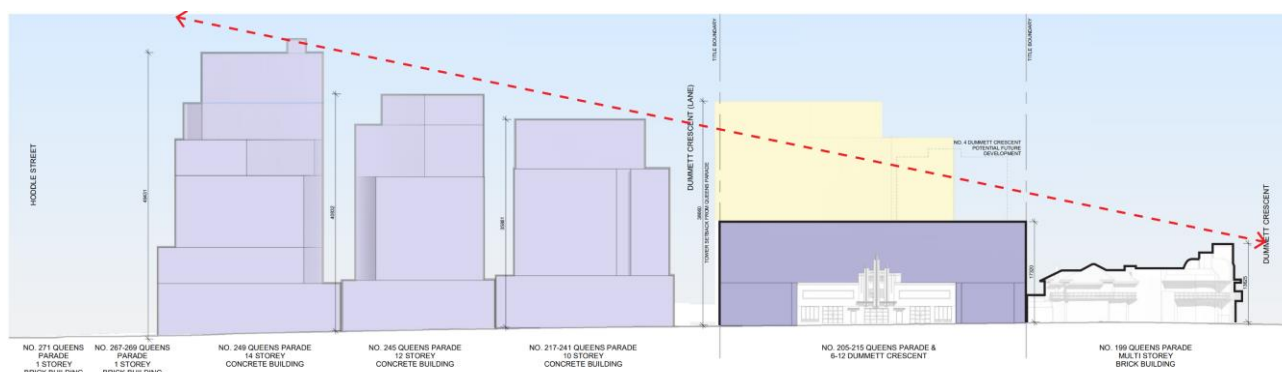 HODDLE STREET
DUMMETT CRESCENT (LANE)
TOWER SETBACK FROM QUEENS PARADE
TITLE BOUNDARY
NO. 4 DUMMETT CRESCENT
POTENTIAL FUTURE
DEVELOPMENT
TITLE BOUNDARY
17320
DUMMETT CRESCENT
NO. 271 QUEENS
PARADE
1 STOREY
BRICK BUILDING
NO. 267-269 QUEENS
PARADE
1 STOREY
BRICK BUILDING
NO. 249 QUEENS PARADE
14 STOREY
CONCRETE BUILDING
NO. 245 QUEENS PARADE
12 STOREY
CONCRETE BUILDING
NO. 217-241 QUEENS PARADE
10 STOREY
CONCRETE BUILDING
NO. 205-215 QUEENS PARADE &
6-12 DUMMETT CRESCENT
NO. 199 QUEENS PARADE
MULTI STOREY
BRICK BUILDING